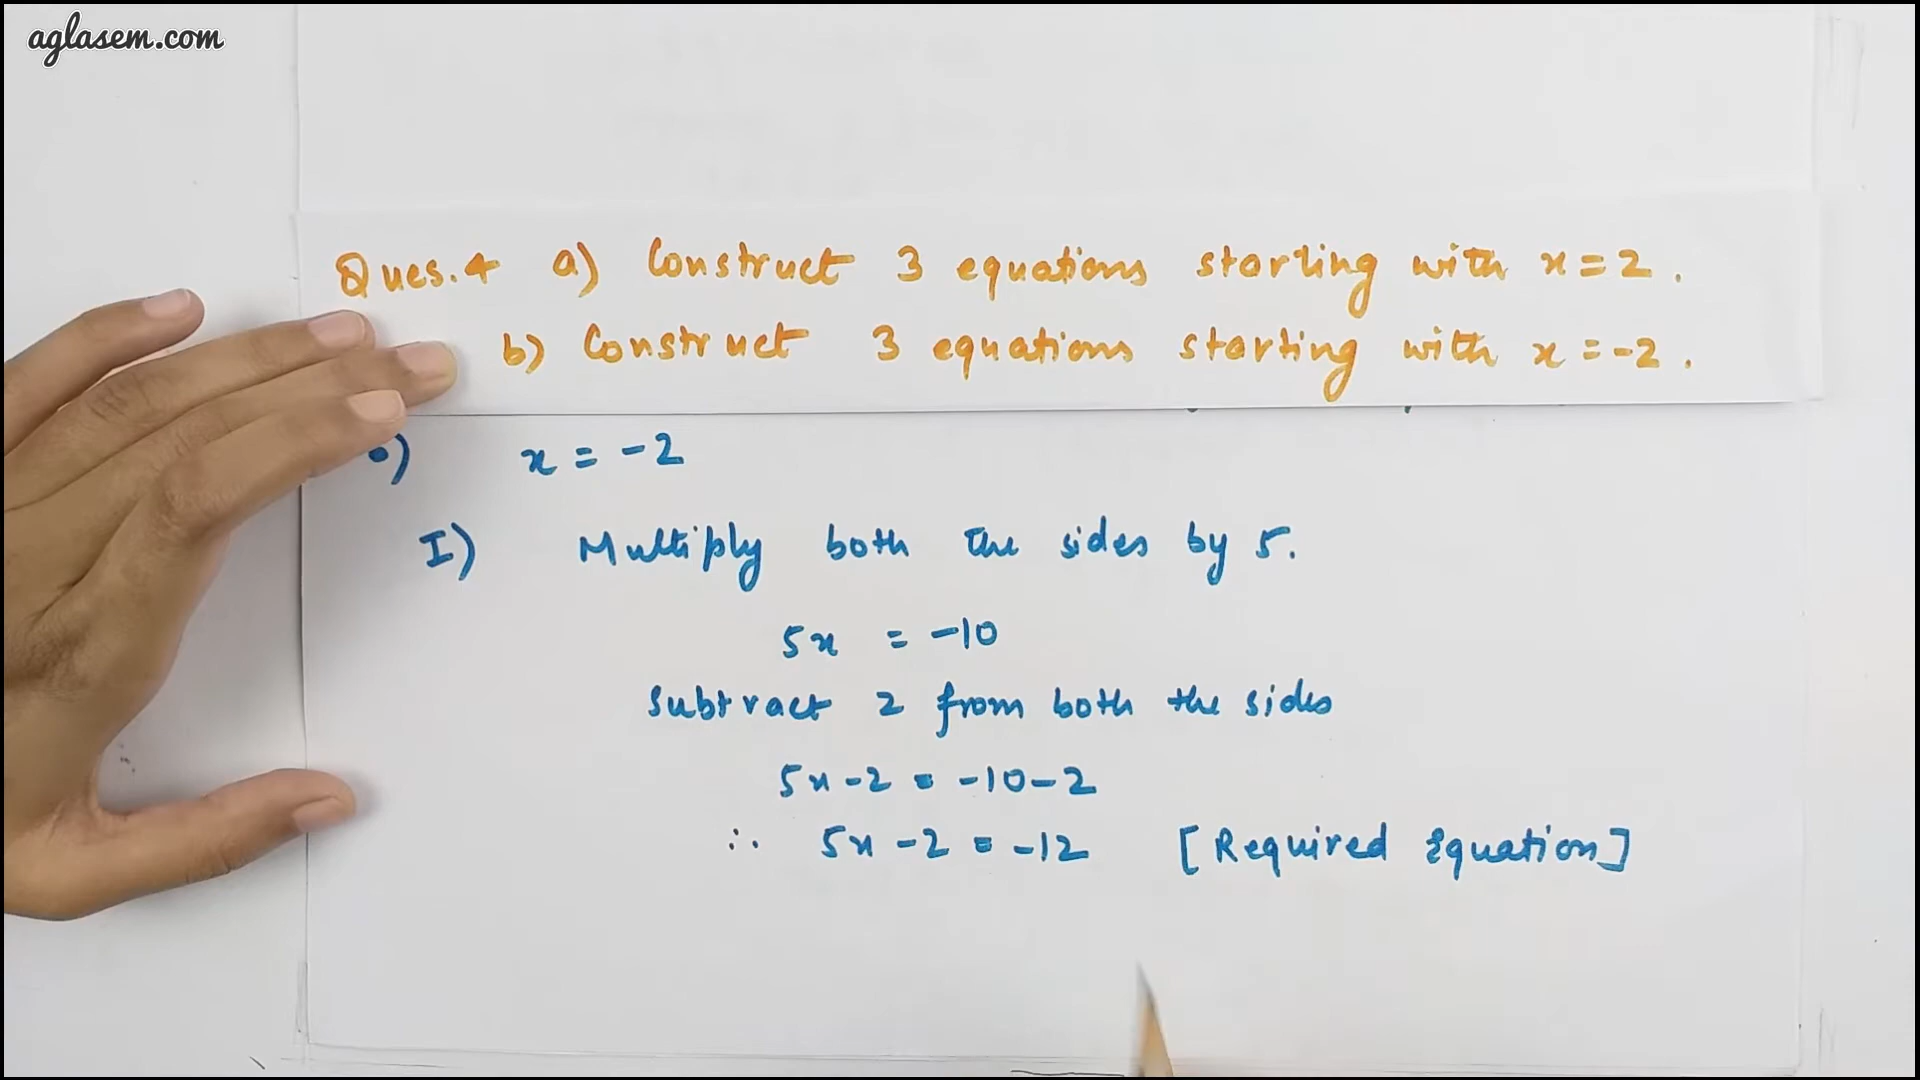 aglasem.com
Ques. 4 a) Construct 3 equations starting with x = 2.
b) Construct 3 equations starting with x = -2.
x = -2
I) Multiply both the sides by 5.
5x = -10
Subtract 2 from both the sides
5x - 2 = -10 - 2
∴ 5x - 2 = -12 [Required Equation]